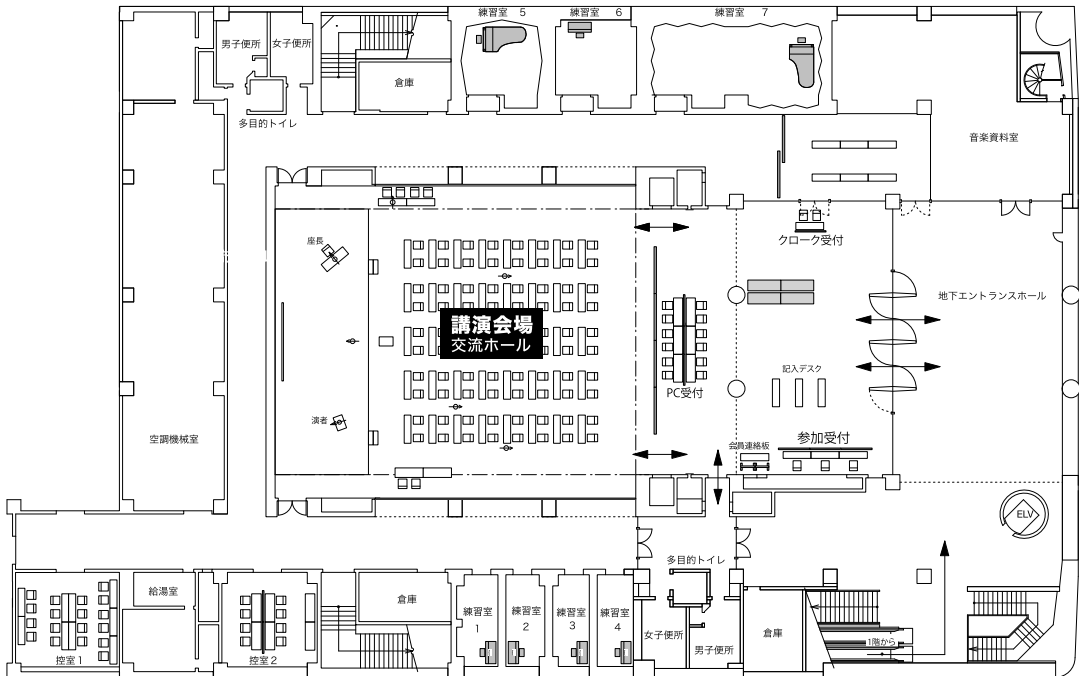 練習室 5
練習室 6
練習室 7
男子便所
女子便所
倉庫
多目的トイレ
音楽資料室
クローク受付
座長
地下エントランスホール
講演会場
交流ホール
記入デスク
PC受付
演者
空調機械室
会員連絡板
参加受付
ELV
多目的トイレ
給湯室
倉庫
練習室
1
練習室
2
練習室
3
練習室
4
女子便所
男子便所
倉庫
1階から
控室1
控室2